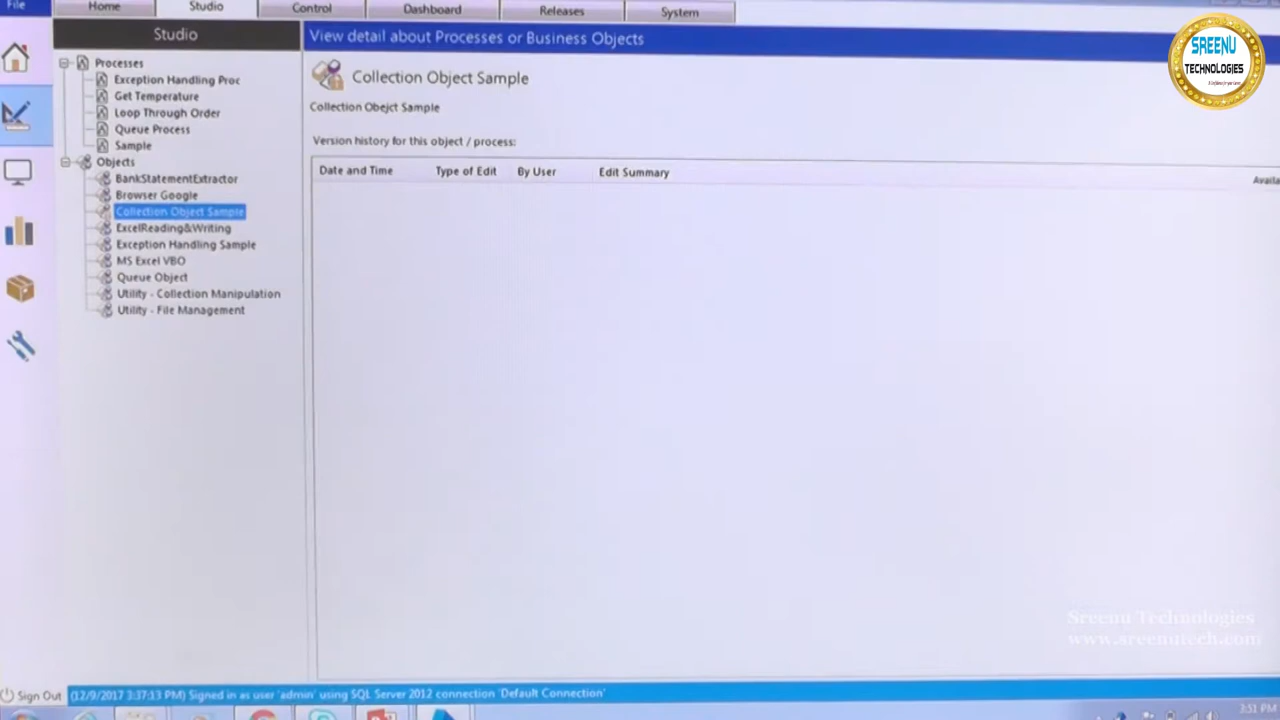 File
Home Studio Control Dashboard Releases System
Studio
View detail about Processes or Business Objects
SREENU
TECHNOLOGIES
Processes
Exception Handling Proc
Get Temperature
Loop Through Order
Queue Process
Sample
Objects
BankStatementExtractor
Browser Google
Collection Object Sample
ExcelReading&Writing
Exception Handling Sample
MS Excel VBO
Queue Object
Utility - Collection Manipulation
Utility - File Management
Collection Object Sample
Collection Obejct Sample
Version history for this object / process:
Date and Time Type of Edit By User Edit Summary
Availa
Sreenu Technologies
www.sreenutech.com
Sign Out
(12/9/2017 3:37:13 PM) Signed in as user 'admin' using SQL Server 2012 connection 'Default Connection'
3:51 PM